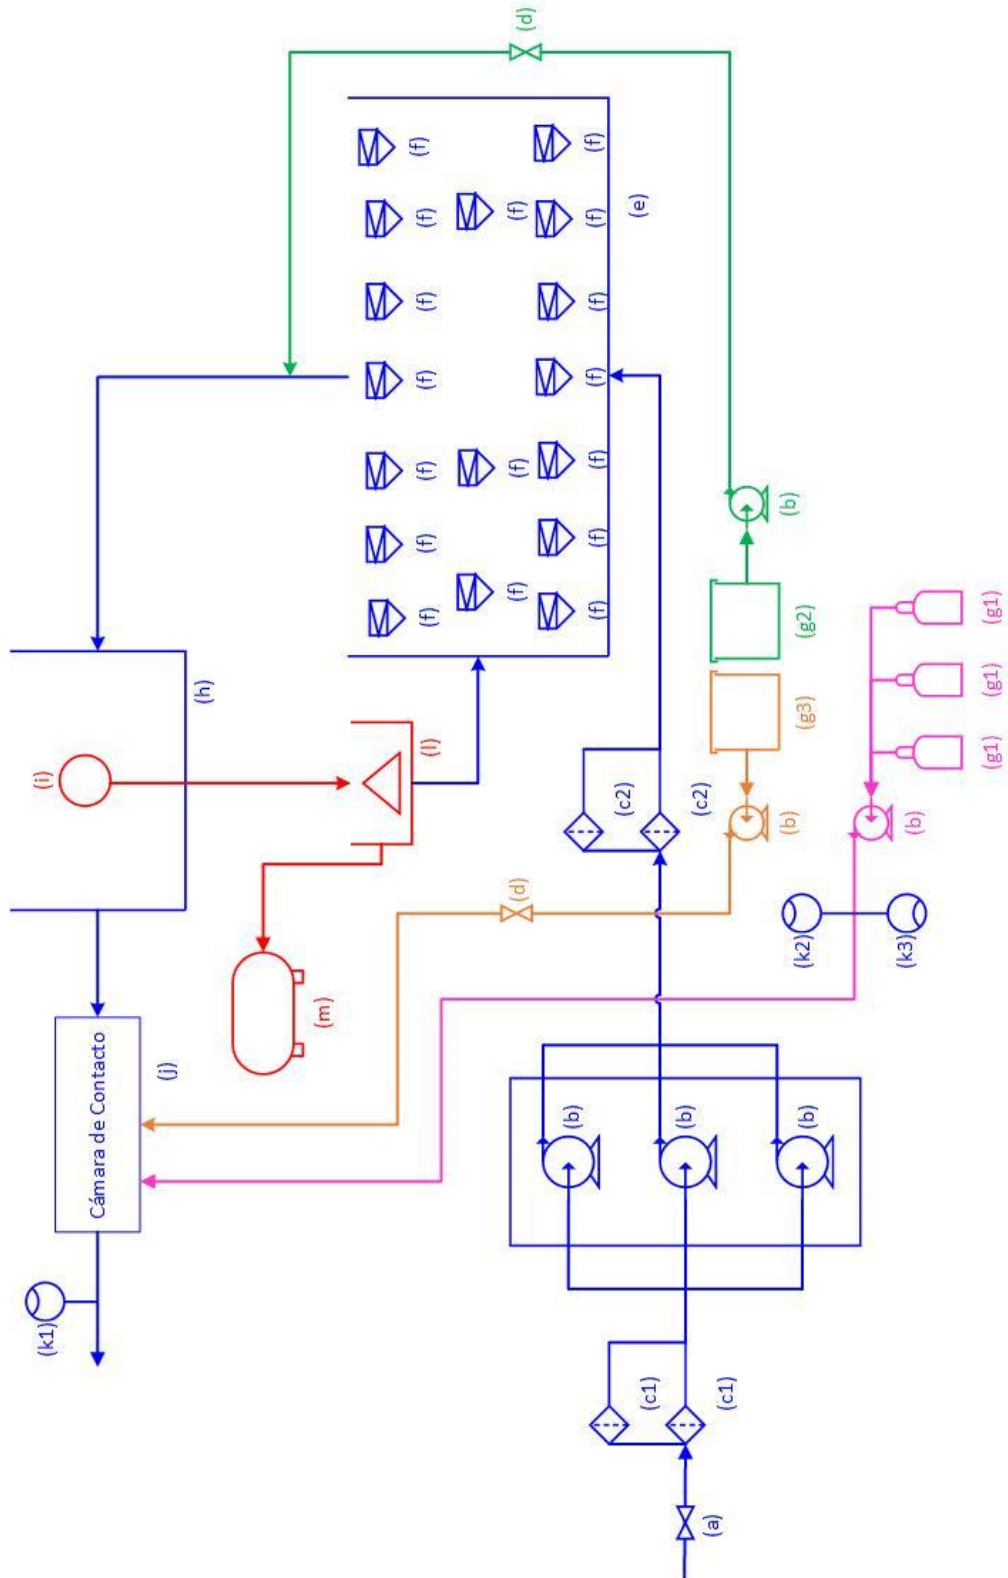 (k1)
(i)
Cámara de Contacto
(j)
(h)
(m)
(l)
(f)
(f)
(f)
(f)
(f)
(f)
(f)
(d)
(f)
(f)
(f)
(d)
(f)
(f)
(f)
(f)
(f)
(f)
(f)
(c2)
(e)
(c1)
(c2)
(a)
(c1)
(b)
(b)
(b)
(g3)
(g2)
(b)
(k2)
(k3)
(b)
(g1)
(g1)
(g1)